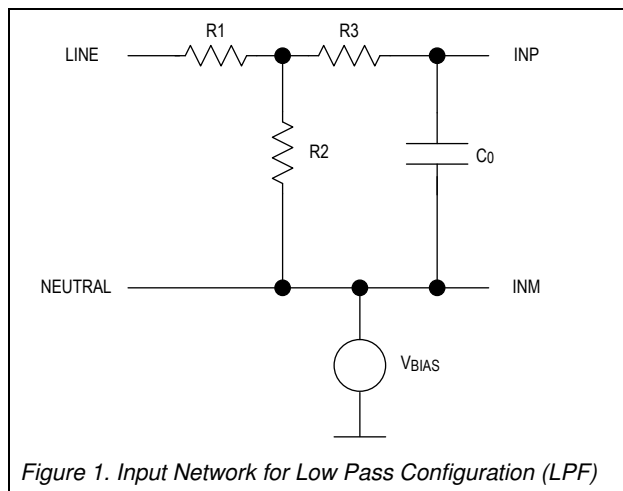 R1
R3
LINE
INP
R2
C0
NEUTRAL
INM
VBIAS
Figure 1. Input Network for Low Pass Configuration (LPF)